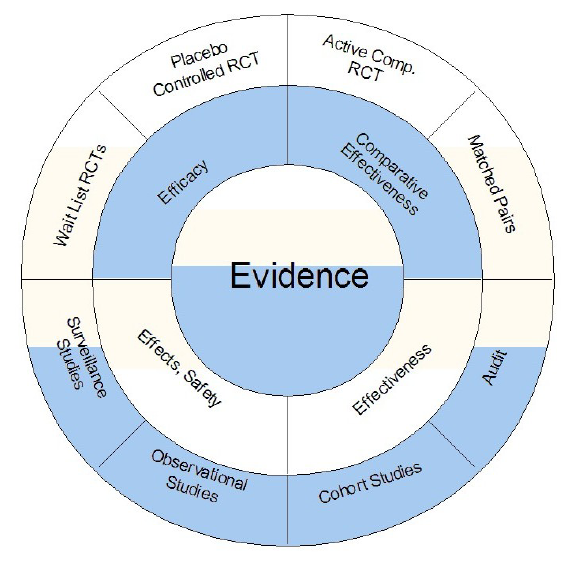 Placebo
Controlled RCT
Active Comp.
RCT
Wait List RCTs
Matched Pairs
Efficacy
Comparative
Effectiveness
Evidence
Surveillance
Studies
Effects, Safety
Effectiveness
Audit
Observational
Studies
Cohort Studies